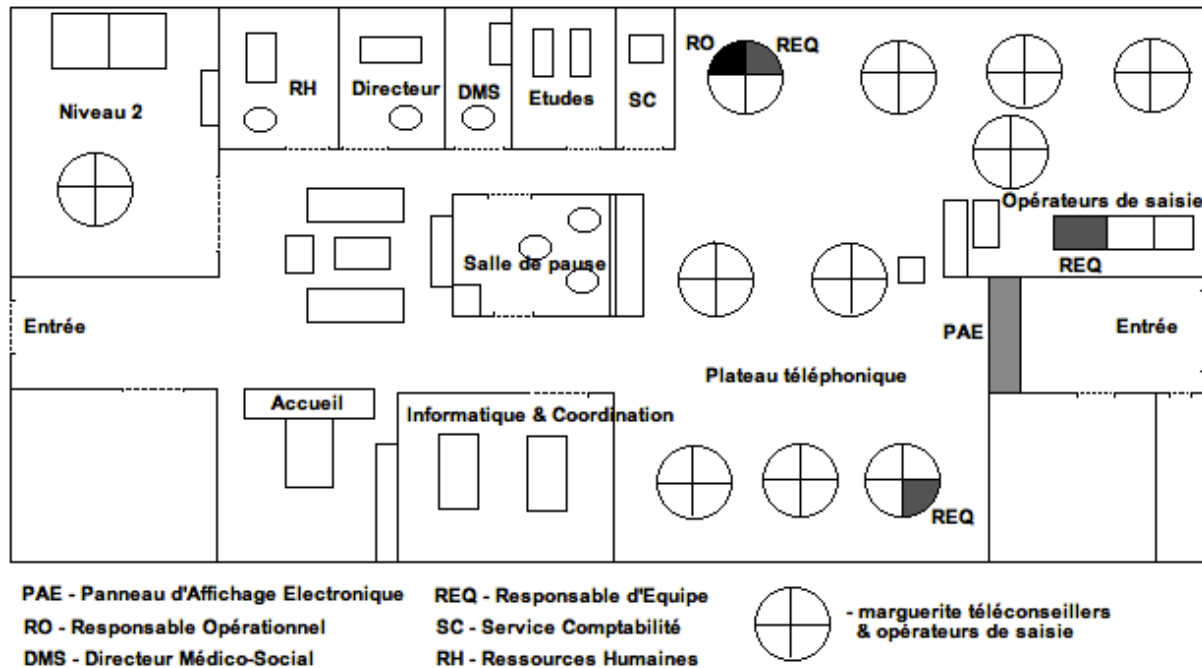 RO
REQ
RH
Directeur
DMS
Etudes
SC
Niveau 2
Opérateurs de saisie
REQ
Salle de pause
Entrée
PAE
Entrée
Plateau téléphonique
Accueil
Informatique & Coordination
REQ
PAE - Panneau d'Affichage Electronique
RO - Responsable Opérationnel
DMS - Directeur Médico-Social
REQ - Responsable d'Equipe
SC - Service Comptabilité
RH - Ressources Humaines
- marguerite téléconseillers
& opérateurs de saisie